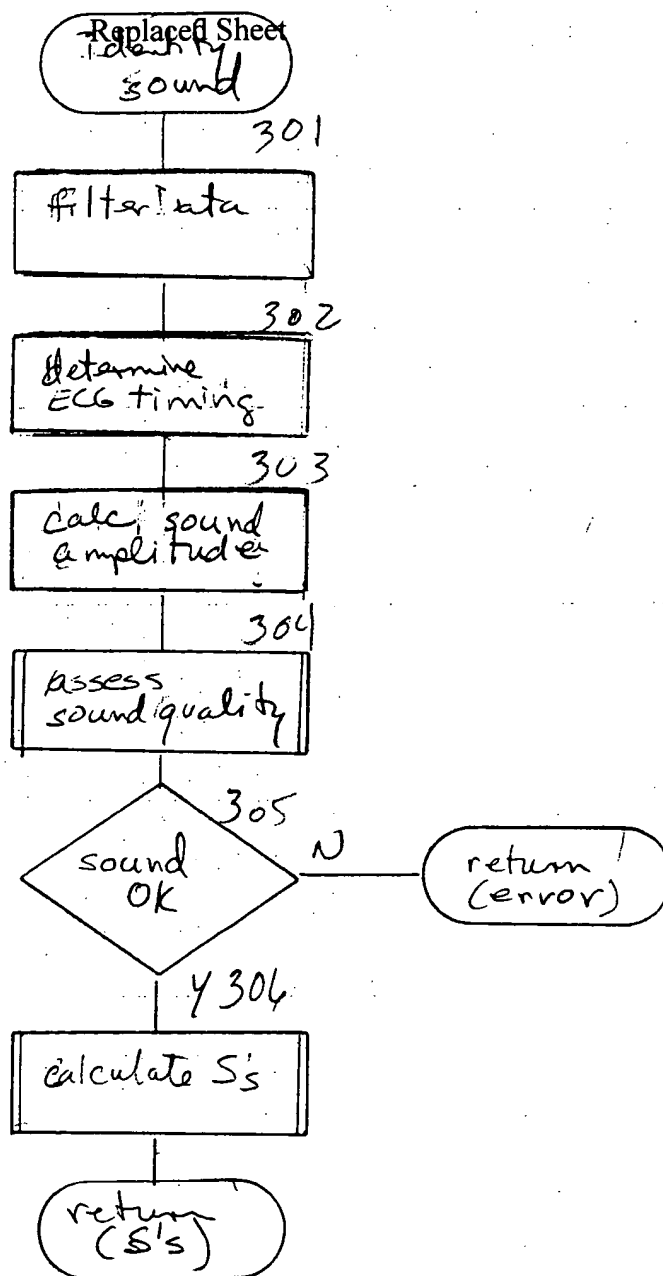 Replaced Sheet
identify
sound
301
filter data
302
determine
ECG timing
303
calc, sound
amplitude
304
assess
sound quality
305
sound
OK
N
return
(error)
Y 306
calculate S's
return
(S's)